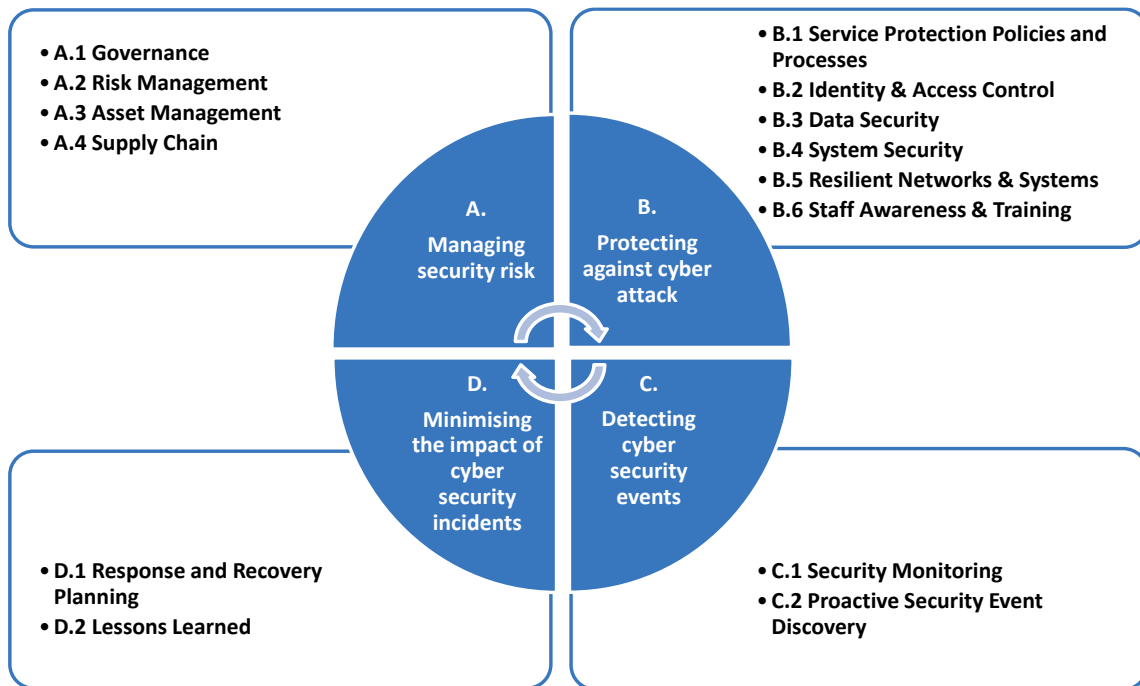 • A.1 Governance
• A.2 Risk Management
• A.3 Asset Management
• A.4 Supply Chain
• B.1 Service Protection Policies and
Processes
• B.2 Identity & Access Control
• B.3 Data Security
• B.4 System Security
• B.5 Resilient Networks & Systems
• B.6 Staff Awareness & Training
A.
Managing
security risk
B.
Protecting
against cyber
attack
D.
Minimising
the impact of
cyber
security
incidents
C.
Detecting
cyber
security
events
• D.1 Response and Recovery
Planning
• D.2 Lessons Learned
• C.1 Security Monitoring
• C.2 Proactive Security Event
Discovery